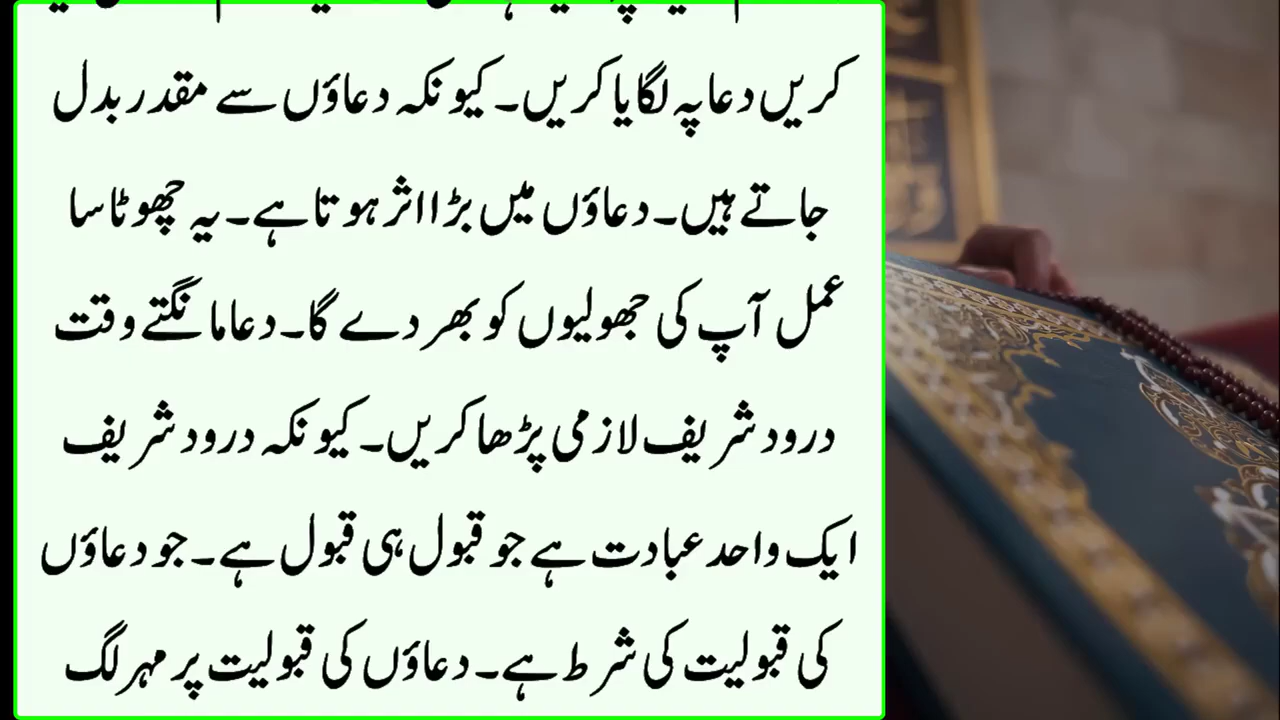 کریں دعا پہ لگایا کریں۔ کیونکہ دعاؤں سے مقدر بدل
جاتے ہیں۔ دعاؤں میں بڑا اثر ہوتا ہے۔ یہ چھوٹا سا
عمل آپ کی جھولیوں کو بھر دے گا۔ دعا مانگتے وقت
درود شریف لازمی پڑھا کریں۔ کیونکہ درود شریف
ایک واحد عبادت ہے جو قبول ہی قبول ہے۔ جو دعاؤں
کی قبولیت کی شرط ہے۔ دعاؤں کی قبولیت پر مہر لگ